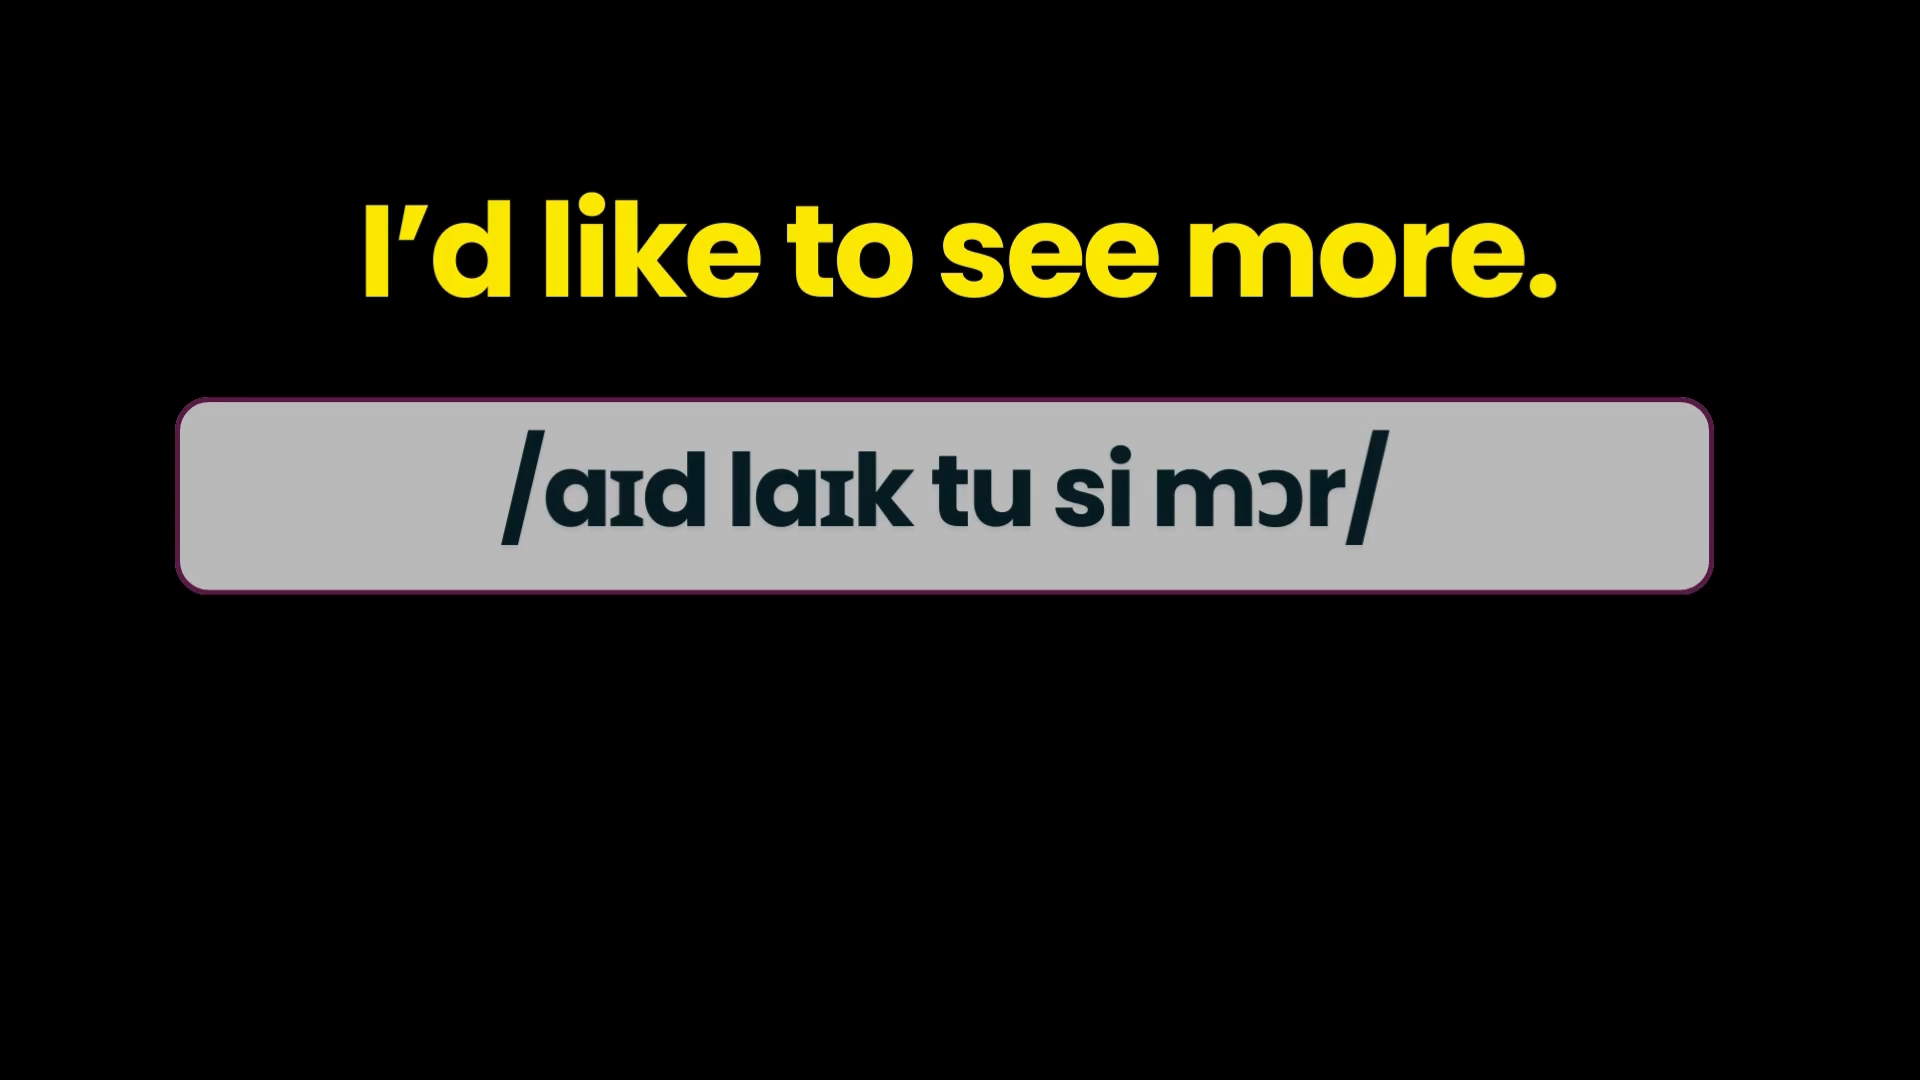 I’d like to see more.
/aɪd laɪk tu si mɔr/